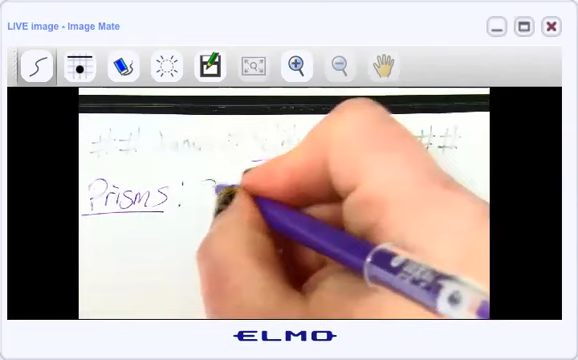 LIVE image - Image Mate
## ##
Prisms:
ELMO